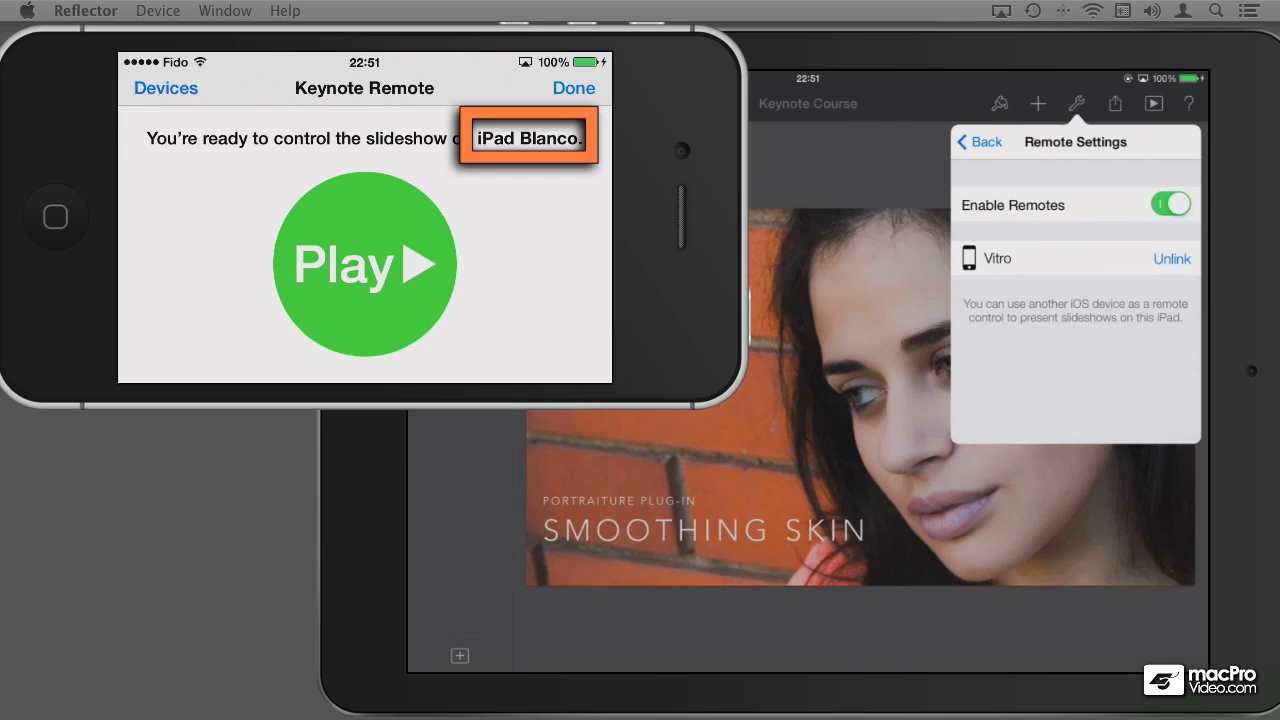 Reflector Device Window Help
Fido 22:51 100%
Devices Keynote Remote Done
You're ready to control the slideshow iPad Blanco.
Play
22:51 100%
Keynote Course ?
Back Remote Settings
Enable Remotes
Vitro Unlink
You can use another iOS device as a remote
control to present slideshows on this iPad.
PORTRAITURE PLUG-IN
SMOOTHING SKIN
macPro
Video.com